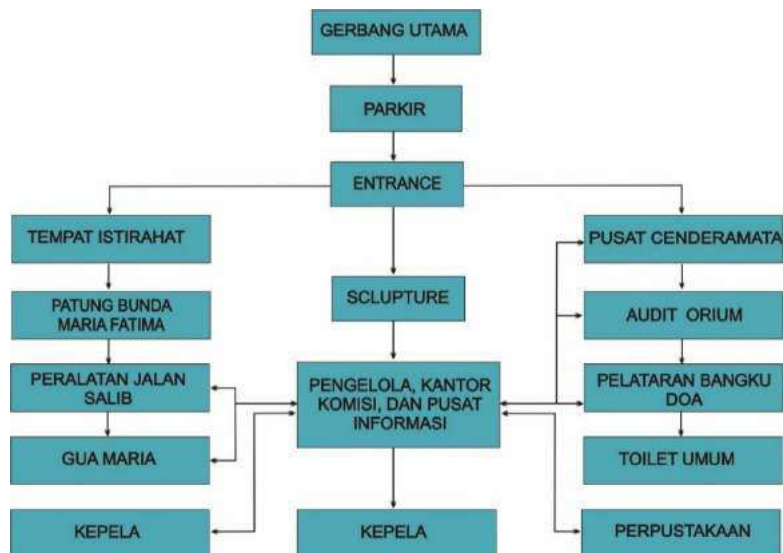 GERBANG UTAMA
PARKIR
ENTRANCE
TEMPAT ISTIRAHAT
PUSAT CENDERAMATA
SCLUPTURE
PATUNG BUNDA
MARIA FATIMA
AUDIT ORIUM
PERALATAN JALAN
SALIB
PENGELOLA, KANTOR
KOMISI, DAN PUSAT
INFORMASI
PELATARAN BANGKU
DOA
GUA MARIA
TOILET UMUM
KEPELA
KEPELA
PERPUSTAKAAN